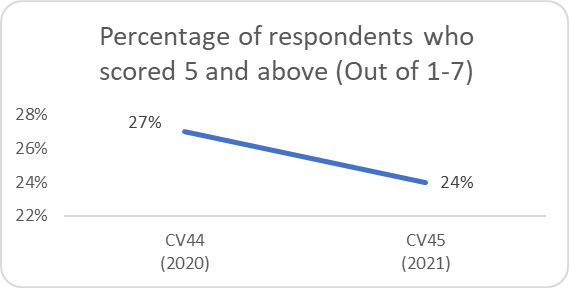 Percentage of respondents who
scored 5 and above (Out of 1-7)
28%
27%
26%
24%
24%
22%
CV44
(2020)
CV45
(2021)